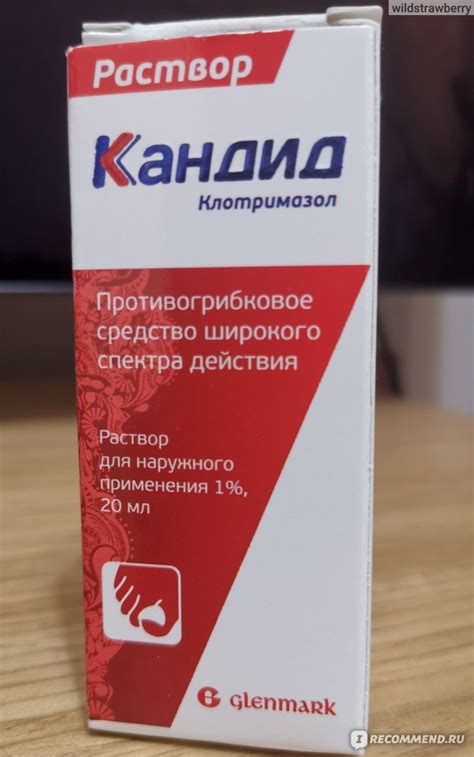 wildstrawberry
Раствор
Кандид
Клотримазол
Противогрибковое
средство широкого
спектра действия
Раствор
для наружного
применения 1%,
20 мл
G glenmark
IRECOMMEND.RU